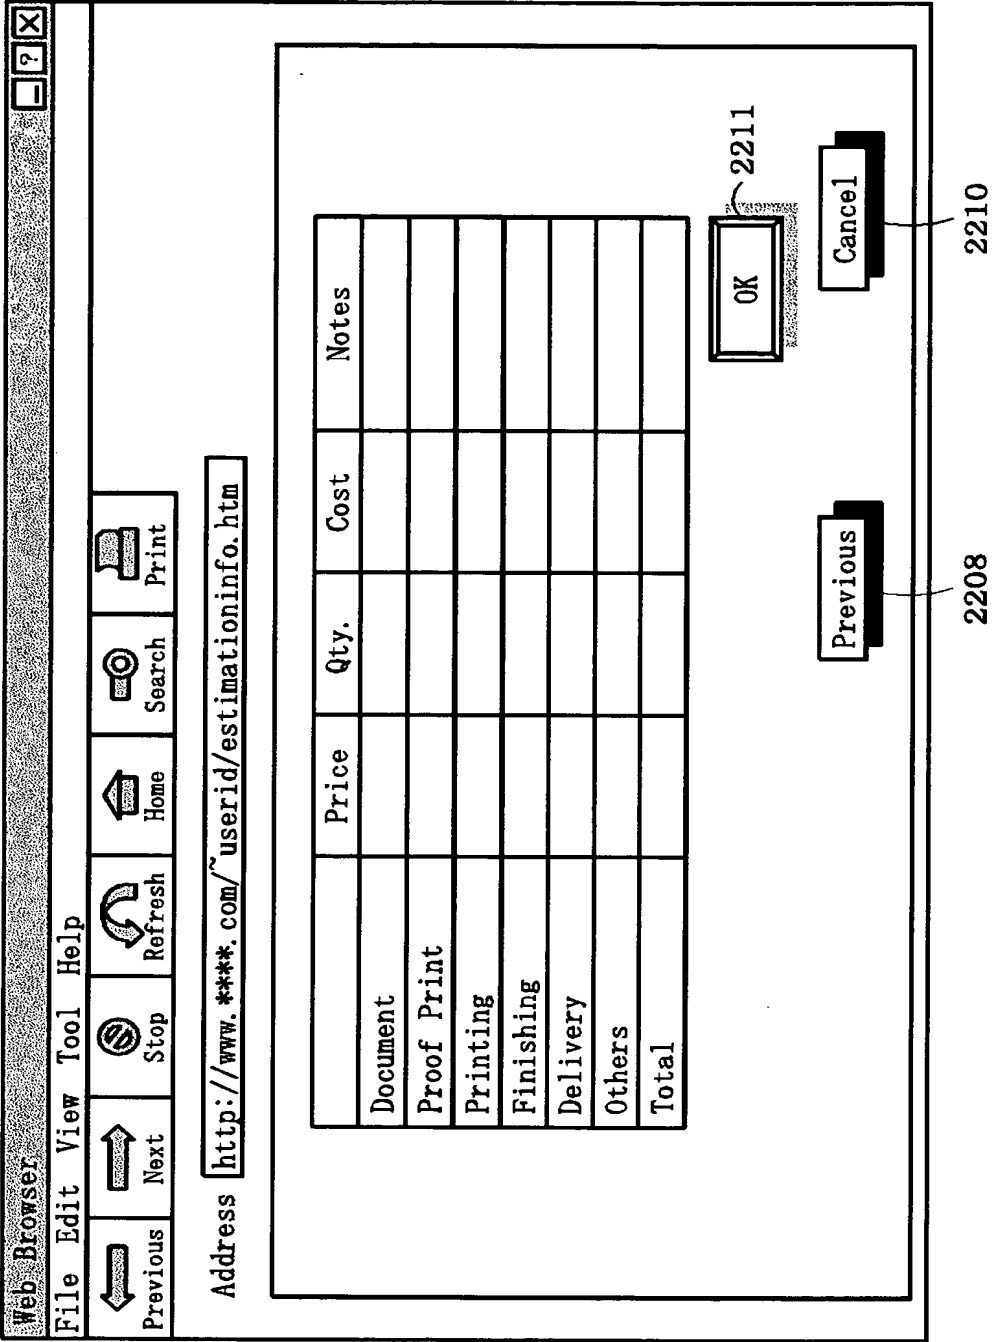 Web Browser
File Edit View Tool Help
Previous Next Stop Refresh Home Search Print
Address http://www.****.com/~userid/estimationinfo.htm
Price Qty. Cost Notes
Document
Proof Print
Printing
Finishing
Delivery
Others
Total
OK 2211
Previous Cancel
2208 2210